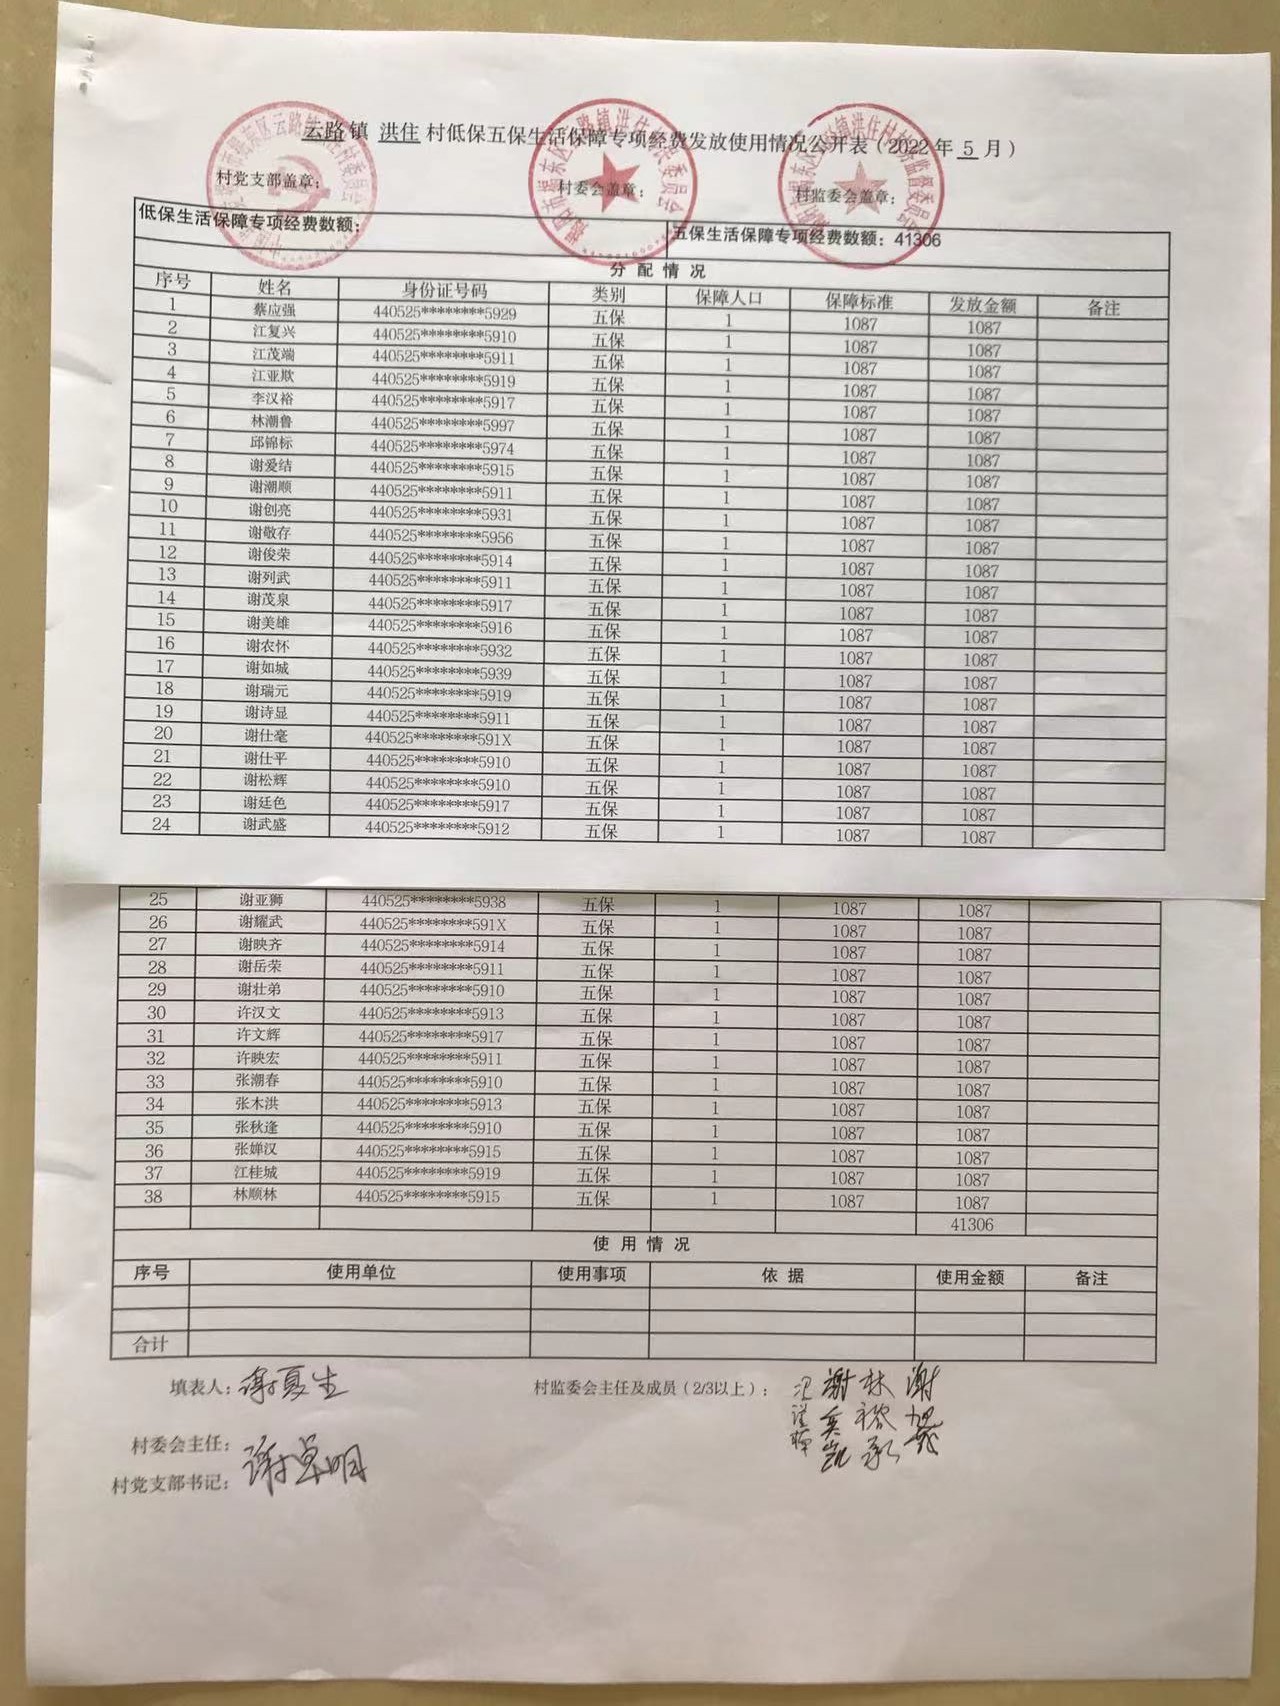 云路镇 洪住 村低保五保生活保障专项经费发放使用情况公开表（2022年 5 月）
村党支部盖章： 村委会盖章： 村监委会盖章：
低保生活保障专项经费数额： 五保生活保障专项经费数额：41306
分 配 情 况
序号 姓名 身份证号码 类别 保障人口 保障标准 发放金额 备注
1 蔡应强 440525********5929 五保 1 1087 1087
2 江复兴 440525********5910 五保 1 1087 1087
3 江茂端 440525********5911 五保 1 1087 1087
4 江亚欺 440525********5919 五保 1 1087 1087
5 李汉裕 440525********5917 五保 1 1087 1087
6 林潮鲁 440525********5997 五保 1 1087 1087
7 邱锦标 440525********5974 五保 1 1087 1087
8 谢爱结 440525********5915 五保 1 1087 1087
9 谢潮顺 440525********5911 五保 1 1087 1087
10 谢创亮 440525********5931 五保 1 1087 1087
11 谢敬存 440525********5956 五保 1 1087 1087
12 谢俊荣 440525********5914 五保 1 1087 1087
13 谢列武 440525********5911 五保 1 1087 1087
14 谢茂泉 440525********5917 五保 1 1087 1087
15 谢美雄 440525********5916 五保 1 1087 1087
16 谢农怀 440525********5932 五保 1 1087 1087
17 谢如城 440525********5939 五保 1 1087 1087
18 谢瑞元 440525********5919 五保 1 1087 1087
19 谢诗显 440525********5911 五保 1 1087 1087
20 谢仕毫 440525********591X 五保 1 1087 1087
21 谢仕平 440525********5910 五保 1 1087 1087
22 谢松辉 440525********5910 五保 1 1087 1087
23 谢廷色 440525********5917 五保 1 1087 1087
24 谢武盛 440525********5912 五保 1 1087 1087
25 谢亚狮 440525********5938 五保 1 1087 1087
26 谢耀武 440525********591X 五保 1 1087 1087
27 谢映齐 440525********5914 五保 1 1087 1087
28 谢岳荣 440525********5911 五保 1 1087 1087
29 谢壮弟 440525********5910 五保 1 1087 1087
30 许汉文 440525********5913 五保 1 1087 1087
31 许文辉 440525********5917 五保 1 1087 1087
32 许映宏 440525********5911 五保 1 1087 1087
33 张潮春 440525********5910 五保 1 1087 1087
34 张木洪 440525********5913 五保 1 1087 1087
35 张秋逢 440525********5910 五保 1 1087 1087
36 张婵汉 440525********5915 五保 1 1087 1087
37 江桂城 440525********5919 五保 1 1087 1087
38 林顺林 440525********5915 五保 1 1087 1087
41306
使 用 情 况
序号 使用单位 使用事项 依 据 使用金额 备注
合计
填表人：谢夏生 村监委会主任及成员（2/3以上）：
村委会主任：
村党支部书记：谢卓明